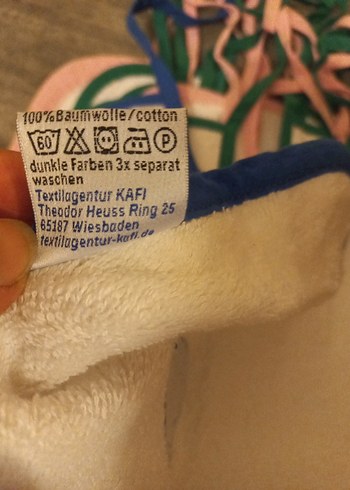 100%Baumwolle/cotton
60 P
dunkle Farben 3x separat
waschen
Textilagentur KAFI
Theodor Heuss Ring 25
65187 Wiesbaden
textilagentur-kafi.de